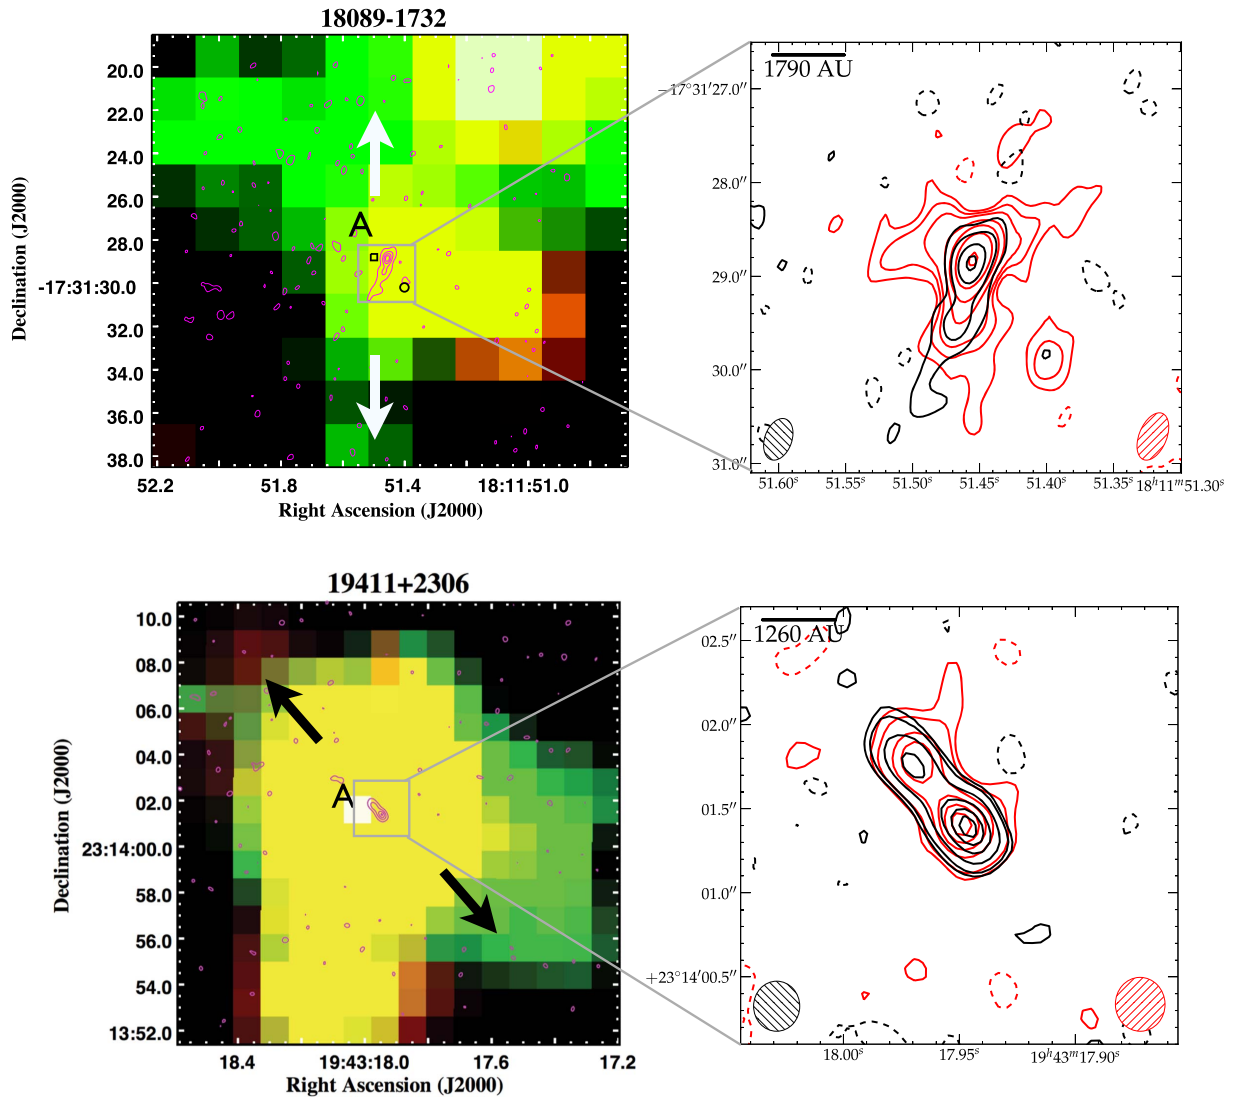 18089-1732
Declination (J2000)
20.0
22.0
24.0
26.0
28.0
-17:31:30.0
32.0
34.0
36.0
38.0
A
52.2 51.8 51.4 18:11:51.0
Right Ascension (J2000)
1790 AU
−17°31′27.0″
28.0″
29.0″
30.0″
31.0″
51.60ˢ 51.55ˢ 51.50ˢ 51.45ˢ 51.40ˢ 51.35ˢ 18ʰ11ᵐ51.30ˢ
19411+2306
Declination (J2000)
10.0
08.0
06.0
04.0
02.0
23:14:00.0
58.0
56.0
54.0
13:52.0
A
18.4 19:43:18.0 17.6 17.2
Right Ascension (J2000)
1260 AU
02.5″
02.0″
01.5″
01.0″
+23°14′00.5″
18.00ˢ 17.95ˢ 19ʰ43ᵐ17.90ˢ